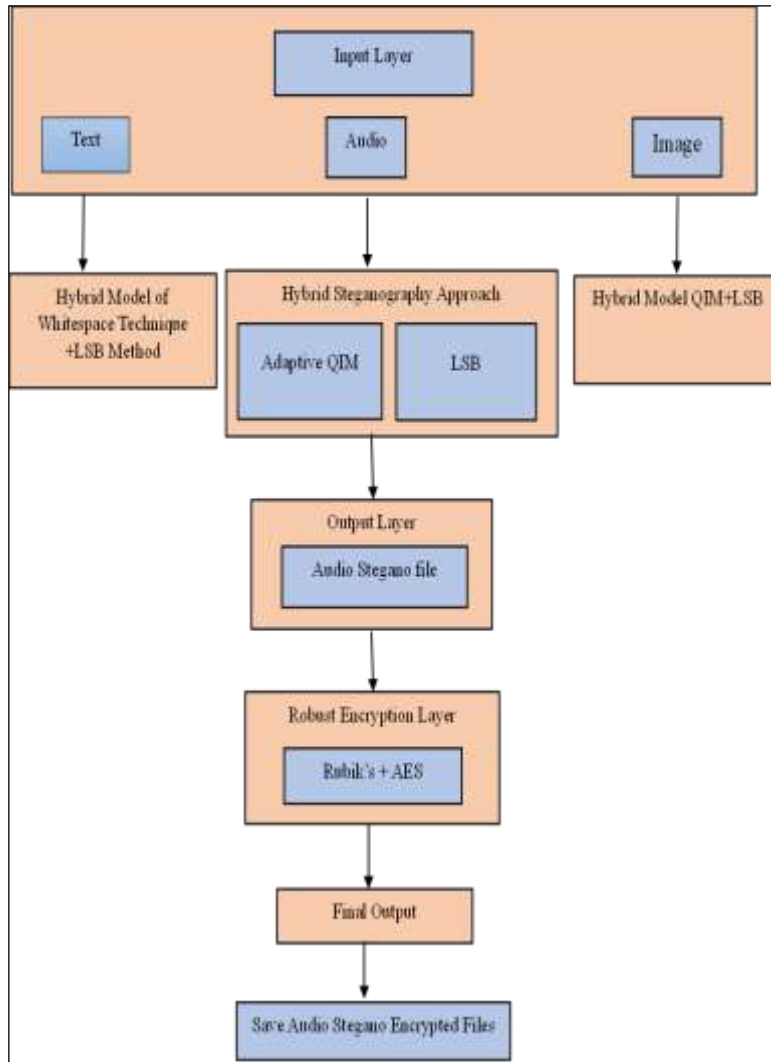 Input Layer
Text
Audio
Image
Hybrid Model of
Whitespace Technique
+LSB Method
Hybrid Steganography Approach
Adaptive QIM
LSB
Hybrid Model QIM+LSB
Output Layer
Audio Stegano file
Robust Encryption Layer
Rubik's + AES
Final Output
Save Audio Stegano Encrypted Files